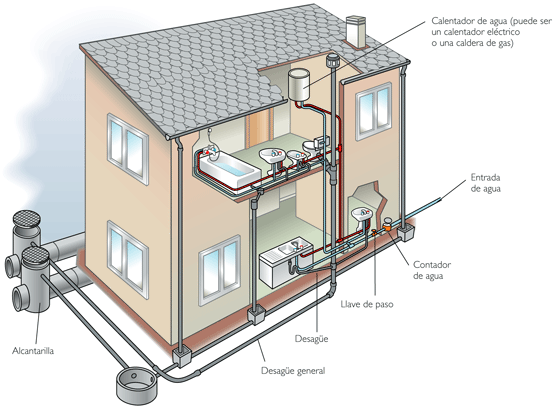 Calentador de agua (puede ser
un calentador eléctrico
o una caldera de gas)
Entrada
de agua
Contador
de agua
Llave de paso
Desagüe
Desagüe general
Alcantarilla